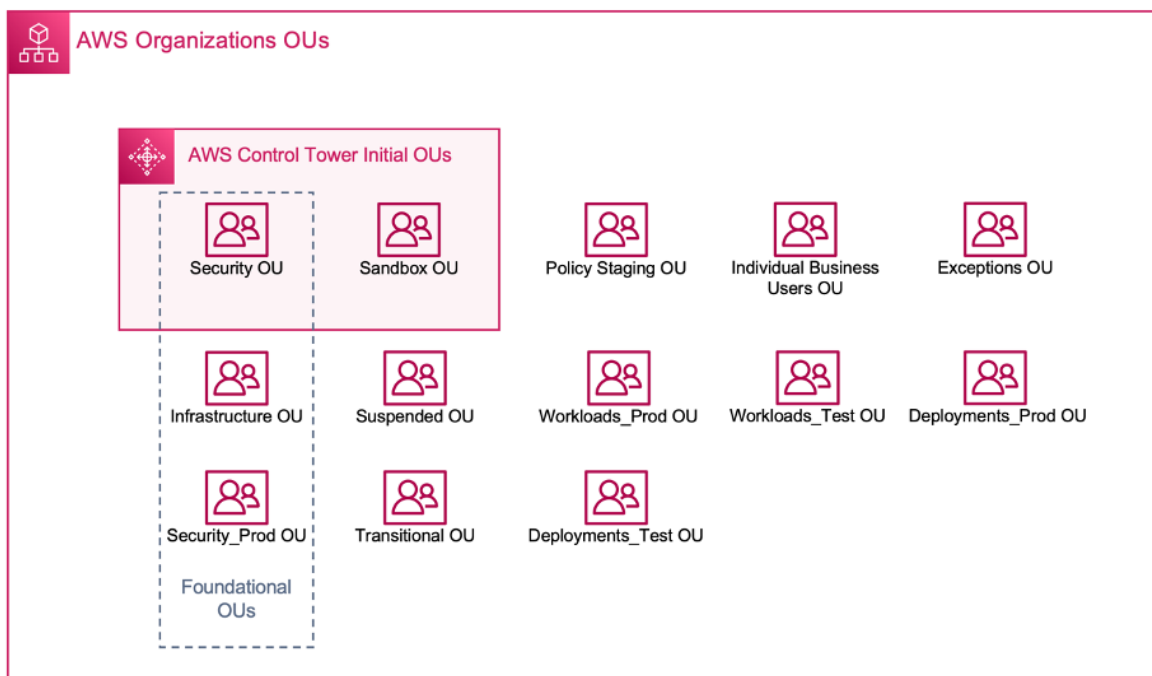 AWS Organizations OUs
AWS Control Tower Initial OUs
Security OU
Sandbox OU
Policy Staging OU
Individual Business
Users OU
Exceptions OU
Infrastructure OU
Suspended OU
Workloads_Prod OU
Workloads_Test OU
Deployments_Prod OU
Security_Prod OU
Transitional OU
Deployments_Test OU
Foundational
OUs